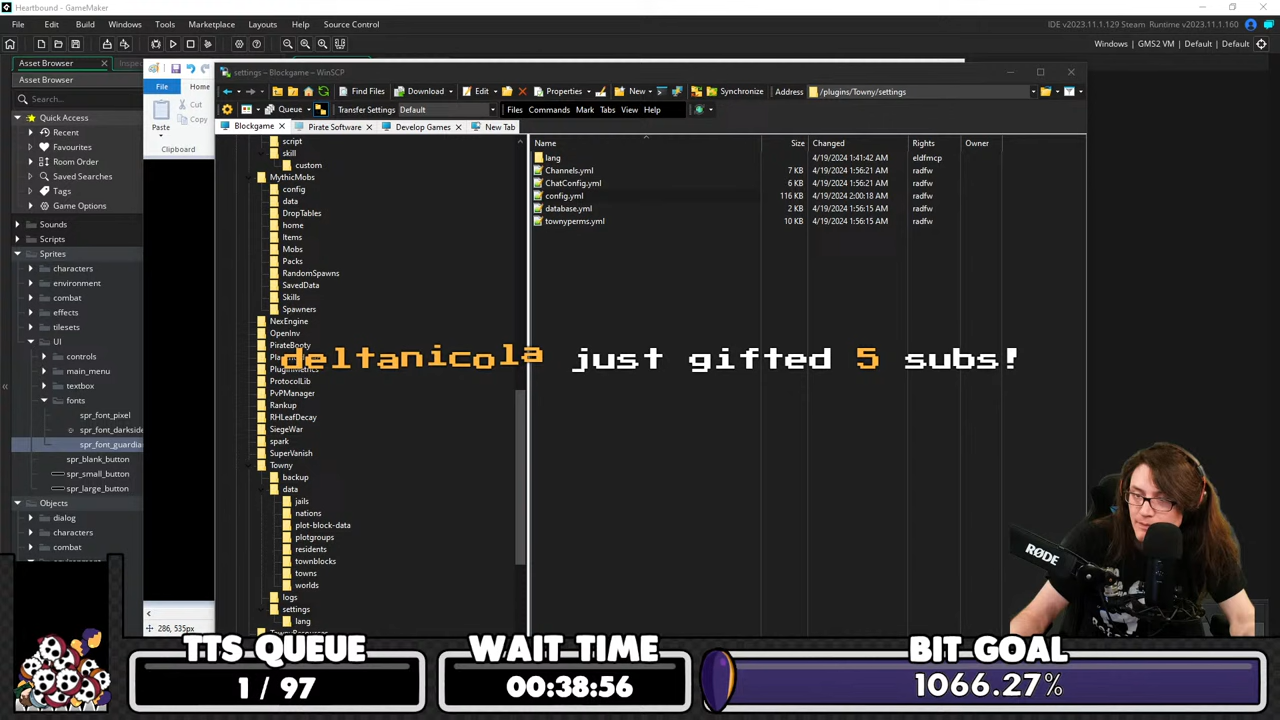 Heartbound - GameMaker
File Edit Build Windows Tools Marketplace Layouts Help Source Control
IDE v2023.11.1.129 Steam Runtime v2023.11.1.160
Windows | GMS2 VM | Default | Default
Asset Browser
Asset Browser
Search...
Quick Access
Recent
Favourites
Room Order
Saved Searches
Tags
Game Options
Sounds
Scripts
Sprites
characters
environment
combat
effects
tilesets
UI
controls
main_menu
textbox
fonts
spr_font_pixel
spr_font_darkside
spr_font_guardia
spr_blank_button
spr_small_button
spr_large_button
Objects
dialog
characters
combat
File Home
Paste
Cut
Copy
Clipboard
286, 535px
settings – Blockgame – WinSCP
Find Files Download Edit Properties New Synchronize Address /plugins/Towny/settings
Queue Transfer Settings Default Files Commands Mark Tabs View Help
Blockgame Pirate Software Develop Games New Tab
script
skill
custom
MythicMobs
config
data
DropTables
home
Items
Mobs
Packs
RandomSpawns
SavedData
Skills
Spawners
NexEngine
OpenInv
PirateBooty
ProtocolLib
PvPManager
Rankup
RHLeafDecay
SiegeWar
spark
SuperVanish
Towny
backup
data
jails
nations
plot-block-data
plotgroups
residents
townblocks
towns
worlds
logs
settings
lang
Name Size Changed Rights Owner
lang 4/19/2024 1:41:42 AM eldfmcp
Channels.yml 7 KB 4/19/2024 1:56:21 AM radfw
ChatConfig.yml 6 KB 4/19/2024 1:56:21 AM radfw
config.yml 116 KB 4/19/2024 2:00:18 AM radfw
database.yml 2 KB 4/19/2024 1:56:15 AM radfw
townyperms.yml 10 KB 4/19/2024 1:56:15 AM radfw
deltanicola just gifted 5 subs!
RØDE
TTS QUEUE
1 / 97
WAIT TIME
00:38:56
BIT GOAL
1066.27%